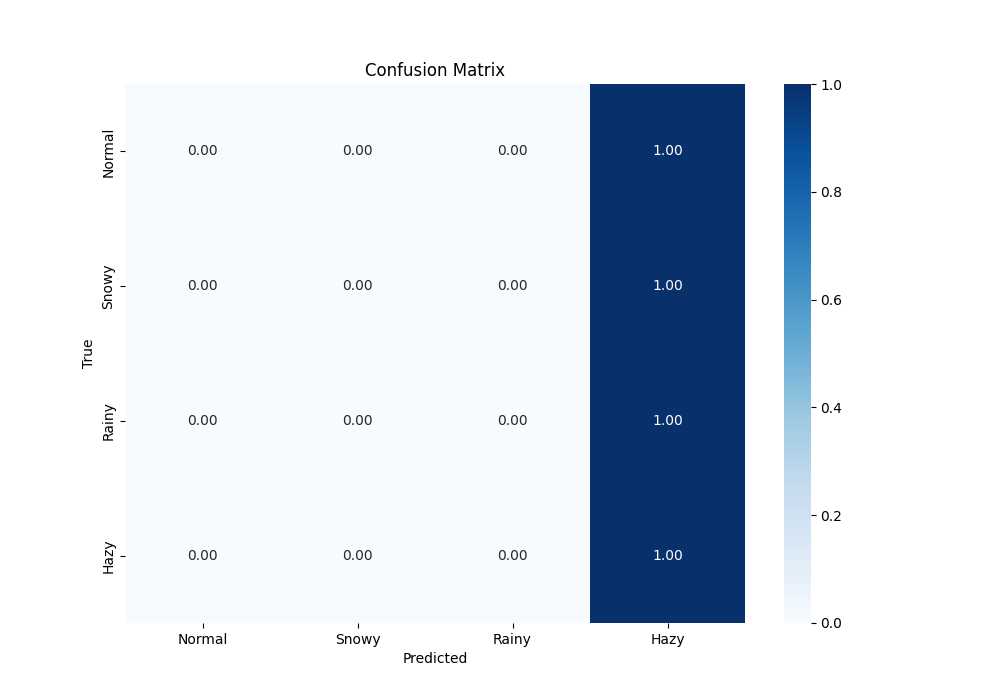 Confusion Matrix
Normal 0.00 0.00 0.00 1.00
Snowy 0.00 0.00 0.00 1.00
Rainy 0.00 0.00 0.00 1.00
Hazy 0.00 0.00 0.00 1.00
True
Normal Snowy Rainy Hazy
Predicted
1.0
0.8
0.6
0.4
0.2
0.0